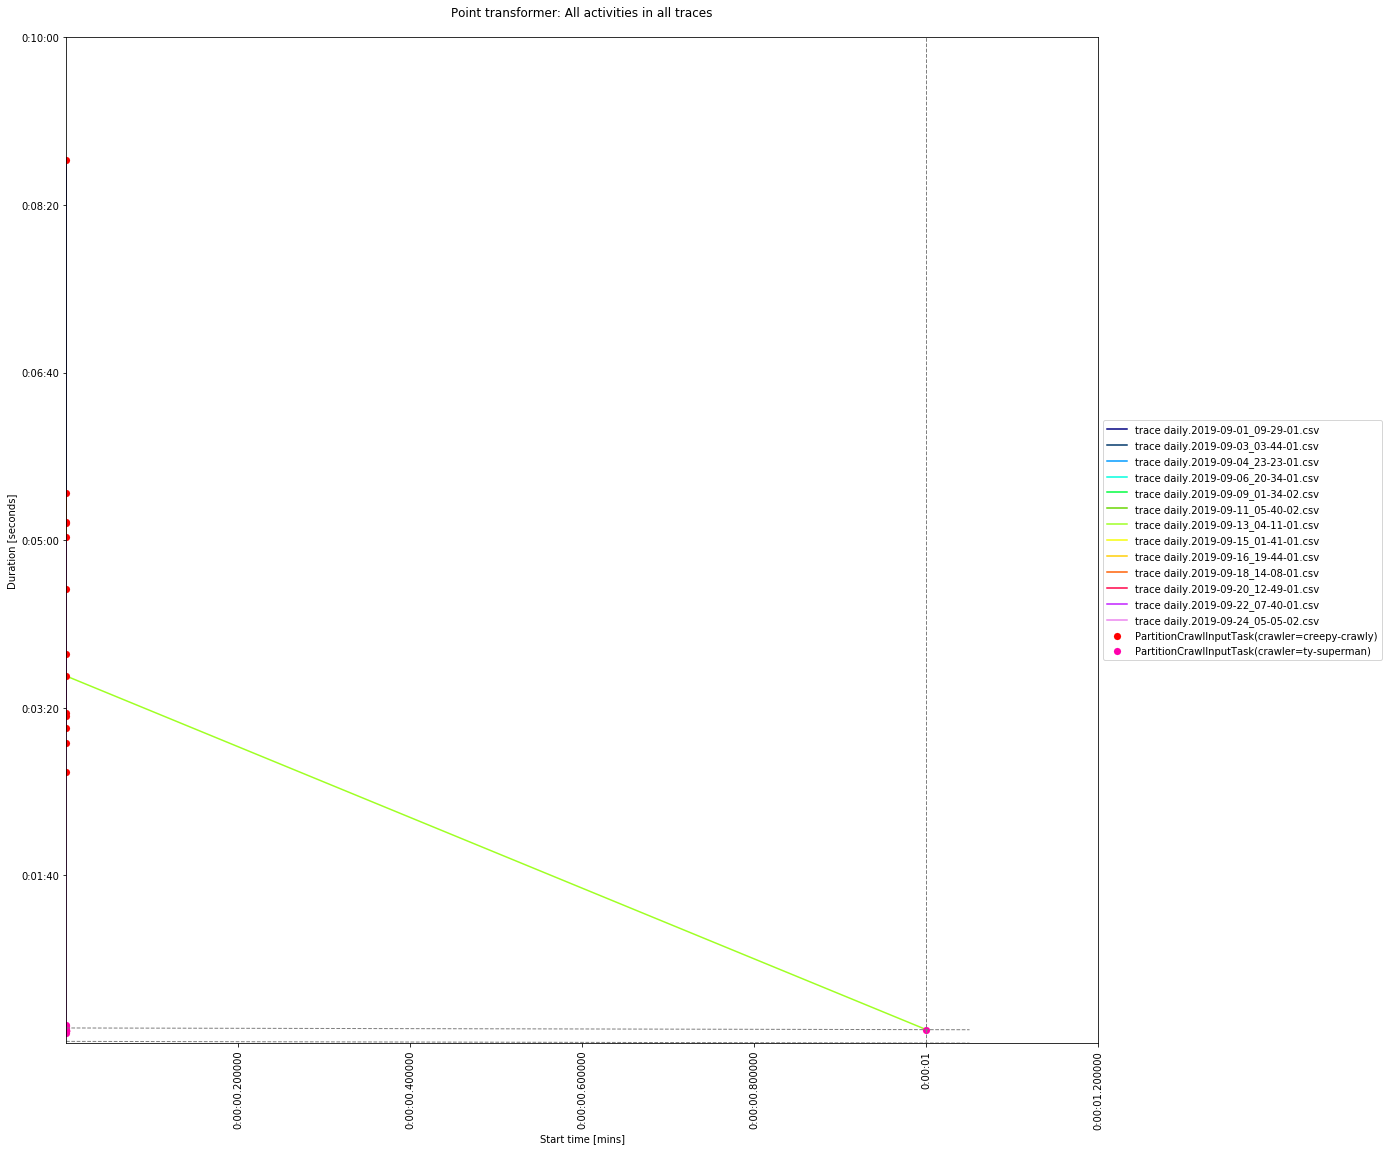 Point transformer: All activities in all traces
0:10:00
0:08:20
0:06:40
0:05:00
0:03:20
0:01:40
Duration [seconds]
0:00:00.200000
0:00:00.400000
0:00:00.600000
0:00:00.800000
0:00:01
0:00:01.200000
Start time [mins]
trace daily.2019-09-01_09-29-01.csv
trace daily.2019-09-03_03-44-01.csv
trace daily.2019-09-04_23-23-01.csv
trace daily.2019-09-06_20-34-01.csv
trace daily.2019-09-09_01-34-02.csv
trace daily.2019-09-11_05-40-02.csv
trace daily.2019-09-13_04-11-01.csv
trace daily.2019-09-15_01-41-01.csv
trace daily.2019-09-16_19-44-01.csv
trace daily.2019-09-18_14-08-01.csv
trace daily.2019-09-20_12-49-01.csv
trace daily.2019-09-22_07-40-01.csv
trace daily.2019-09-24_05-05-02.csv
PartitionCrawlInputTask(crawler=creepy-crawly)
PartitionCrawlInputTask(crawler=ty-superman)